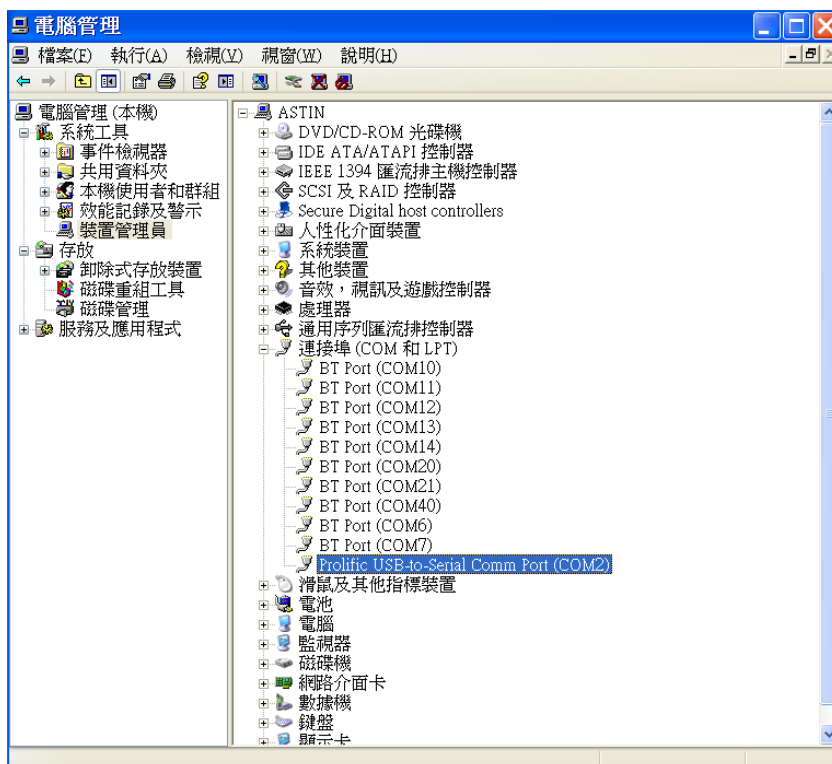 電腦管理
檔案(F) 執行(A) 檢視(V) 視窗(W) 說明(H)
電腦管理 (本機)
系統工具
事件檢視器
共用資料夾
本機使用者和群組
效能記錄及警示
裝置管理員
存放
卸除式存放裝置
磁碟重組工具
磁碟管理
服務及應用程式
ASTIN
DVD/CD-ROM 光碟機
IDE ATA/ATAPI 控制器
IEEE 1394 匯流排主機控制器
SCSI 及 RAID 控制器
Secure Digital host controllers
人性化介面裝置
系統裝置
其他裝置
音效，視訊及遊戲控制器
處理器
通用序列匯流排控制器
連接埠 (COM 和 LPT)
BT Port (COM10)
BT Port (COM11)
BT Port (COM12)
BT Port (COM13)
BT Port (COM14)
BT Port (COM20)
BT Port (COM21)
BT Port (COM40)
BT Port (COM6)
BT Port (COM7)
Prolific USB-to-Serial Comm Port (COM2)
滑鼠及其他指標裝置
電池
電腦
監視器
磁碟機
網路介面卡
數據機
鍵盤
顯示卡